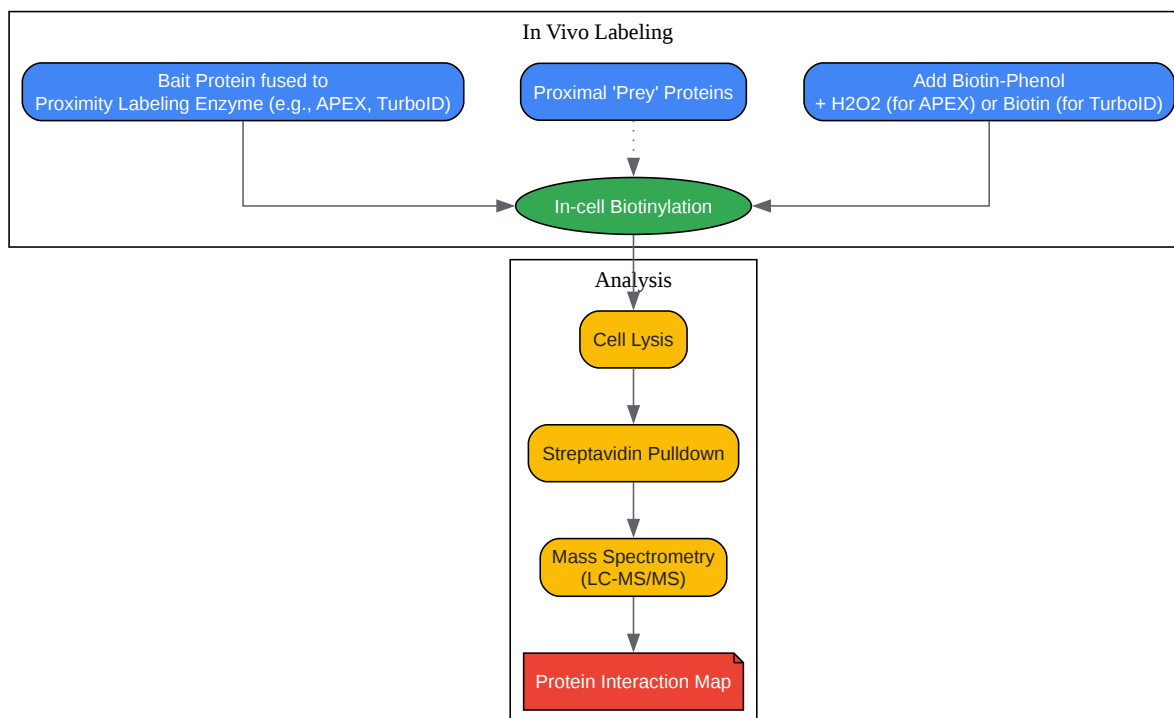 In Vivo Labeling
Bait Protein fused to
Proximity Labeling Enzyme (e.g., APEX, TurboID)
Proximal 'Prey' Proteins
Add Biotin-Phenol
+ H2O2 (for APEX) or Biotin (for TurboID)
In-cell Biotinylation
Analysis
Cell Lysis
Streptavidin Pulldown
Mass Spectrometry
(LC-MS/MS)
Protein Interaction Map